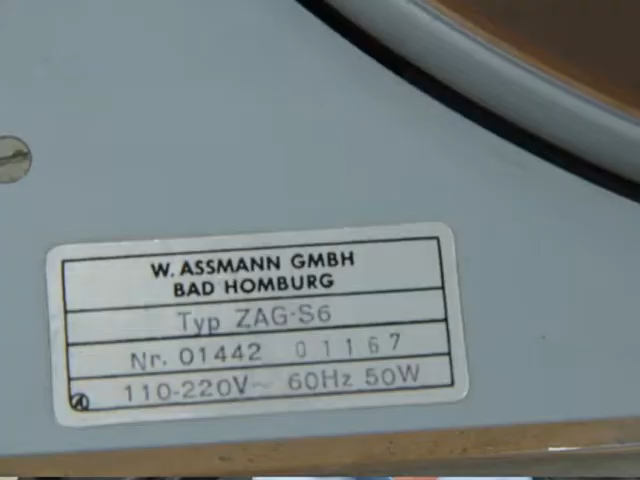 W. ASSMANN GMBH
BAD HOMBURG
Typ ZAG-S6
Nr. 01442 01167
110-220V~ 60Hz 50W